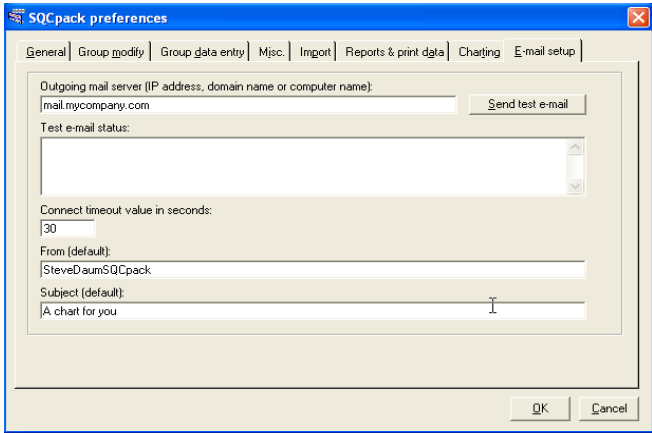 SQCpack preferences
General Group modify Group data entry Misc. Import Reports & print data Charting E-mail setup
Outgoing mail server (IP address, domain name or computer name):
mail.mycompany.com Send test e-mail
Test e-mail status:
Connect timeout value in seconds:
30
From (default):
SteveDaumSQCpack
Subject (default):
A chart for you
OK Cancel